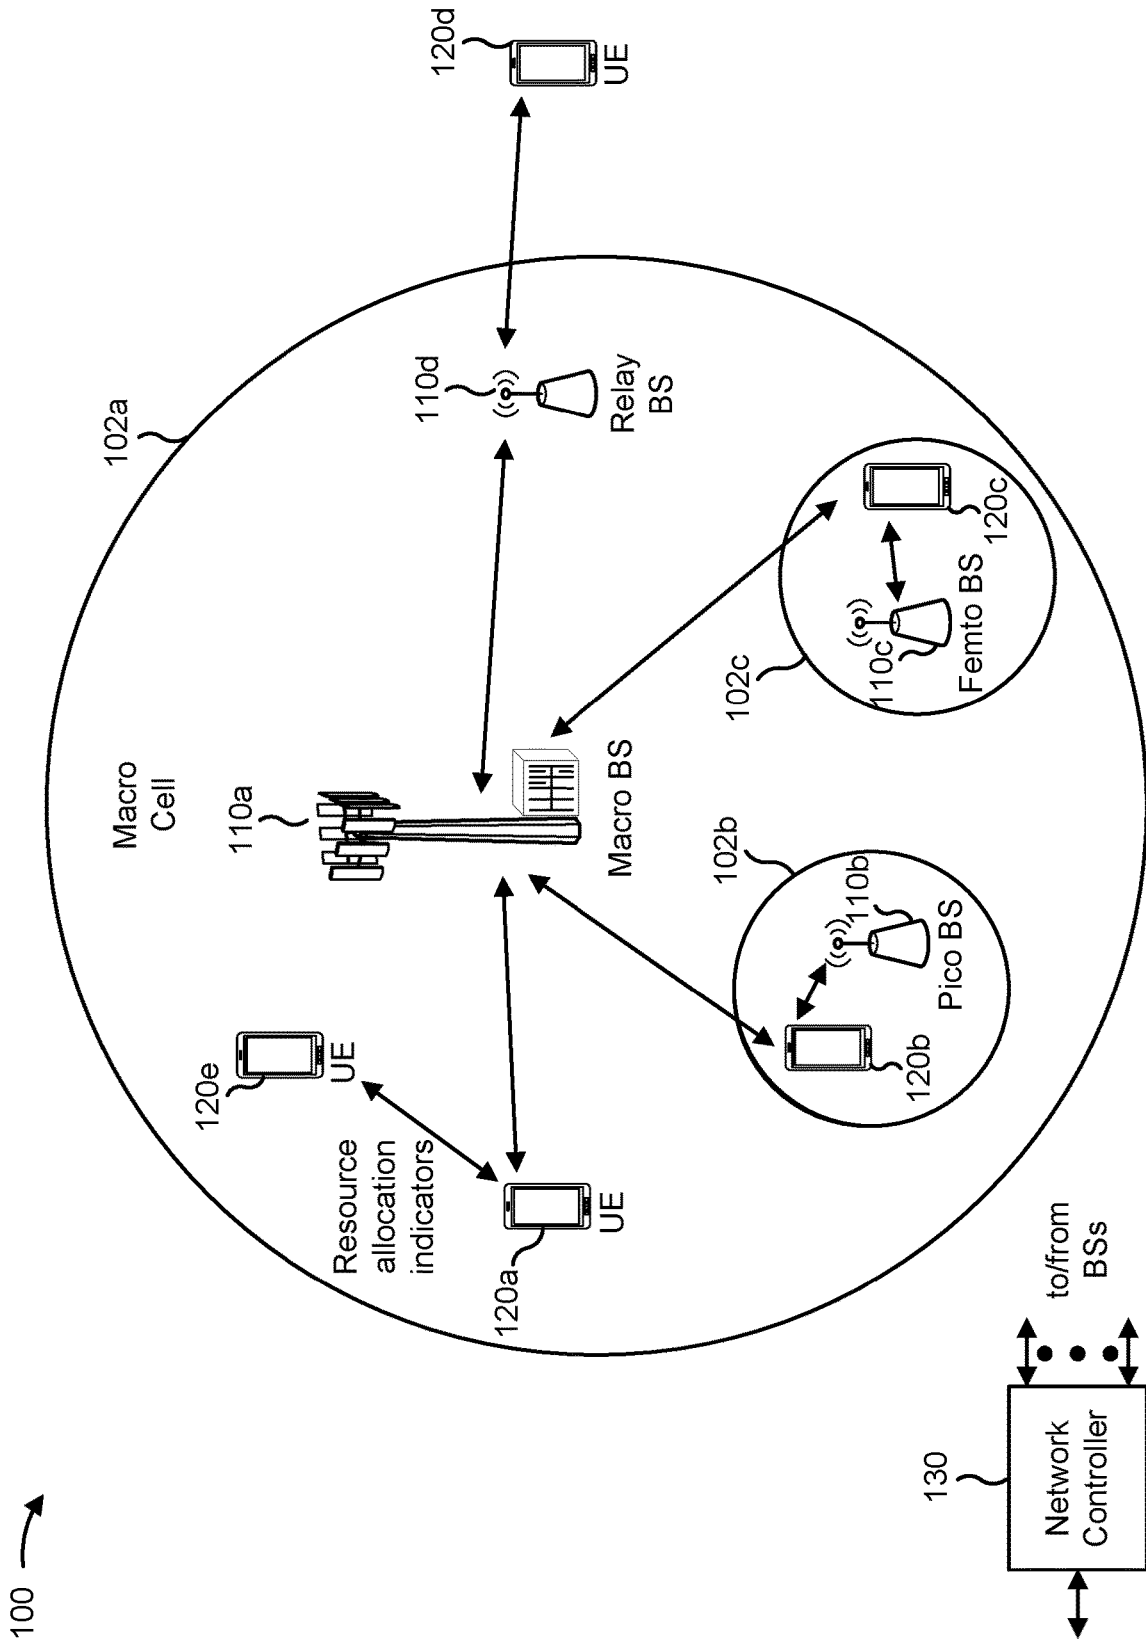 100
102a
Macro
Cell
110a
120d
UE
120e
UE
110d
Relay
BS
Resource
allocation
indicators
120a
UE
Macro BS
102b
102c
110b
Pico BS
120b
110c
Femto BS
120c
130
Network
Controller
to/from
BSs